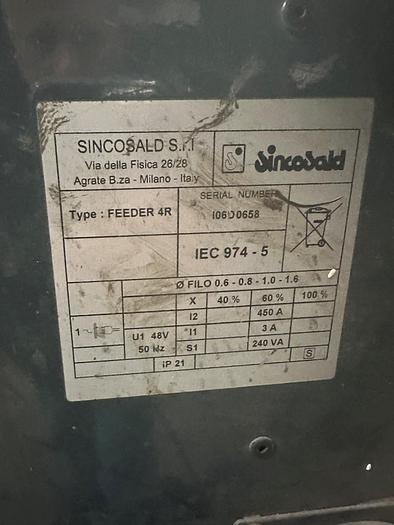 SINCOSALD S.r.l
Via della Fisica 26/28
Agrate B.za - Milano - Italy
S SincoSald
Type : FEEDER 4R
SERIAL NUMBER
I06D0658
IEC 974 - 5
Ø FILO 0.6 - 0.8 - 1.0 - 1.6
X 40 % 60 % 100 %
I2 450 A
1~ U1 48V I1 3 A
50 Hz S1 240 VA
IP 21 S